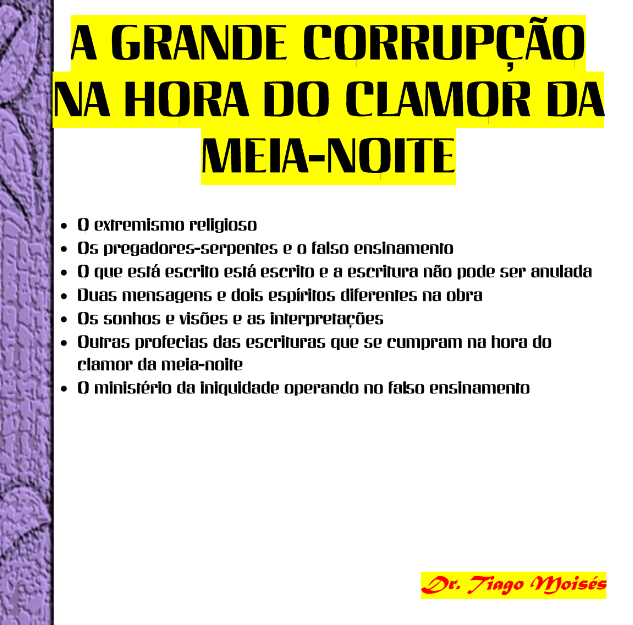 A GRANDE CORRUPÇÃO
NA HORA DO CLAMOR DA
MEIA-NOITE
• O extremismo religioso
• Os pregadores-serpentes e o falso ensinamento
• O que está escrito está escrito e a escritura não pode ser anulada
• Duas mensagens e dois espíritos diferentes na obra
• Os sonhos e visões e as interpretações
• Outras profecias das escrituras que se cumpram na hora do
clamor da meia-noite
• O ministério da iniquidade operando no falso ensinamento
Dr. Tiago Moisés